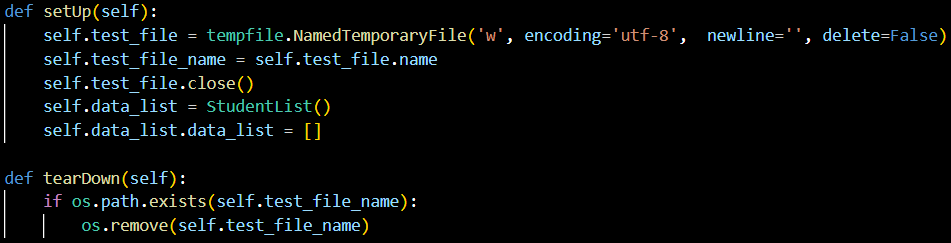 def setUp(self):
    self.test_file = tempfile.NamedTemporaryFile('w', encoding='utf-8',  newline='', delete=False)
    self.test_file_name = self.test_file.name
    self.test_file.close()
    self.data_list = StudentList()
    self.data_list.data_list = []

def tearDown(self):
    if os.path.exists(self.test_file_name):
        os.remove(self.test_file_name)